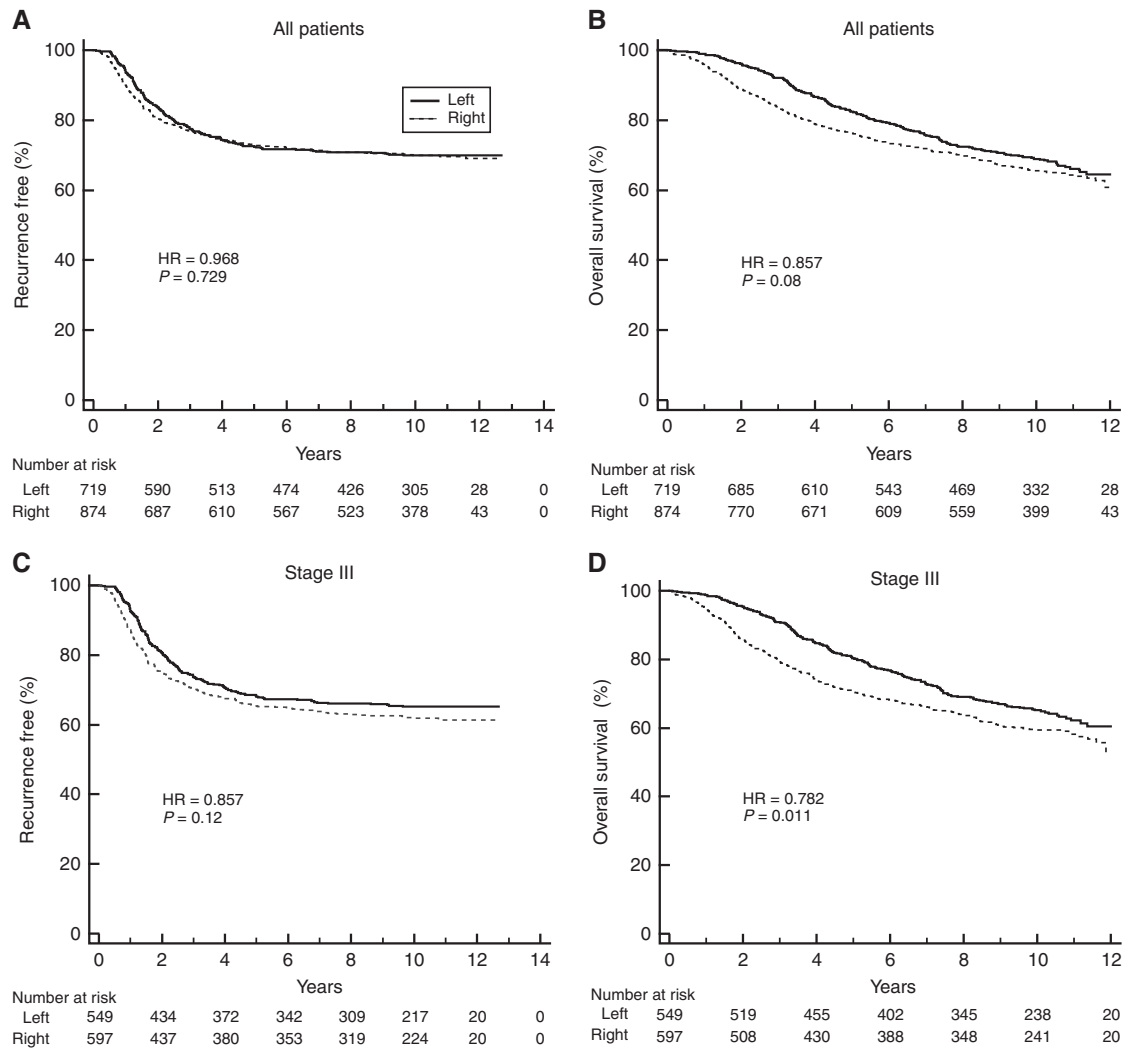 A
All patients
Recurrence free (%)
100
80
60
40
20
0
Left
Right
HR = 0.968
P = 0.729
0 2 4 6 8 10 12 14
Years
Number at risk
Left 719 590 513 474 426 305 28 0
Right 874 687 610 567 523 378 43 0
B
All patients
Overall survival (%)
100
80
60
40
20
0
HR = 0.857
P = 0.08
0 2 4 6 8 10 12
Years
Number at risk
Left 719 685 610 543 469 332 28
Right 874 770 671 609 559 399 43
C
Stage III
Recurrence free (%)
100
80
60
40
20
0
HR = 0.857
P = 0.12
0 2 4 6 8 10 12 14
Years
Number at risk
Left 549 434 372 342 309 217 20 0
Right 597 437 380 353 319 224 20 0
D
Stage III
Overall survival (%)
100
80
60
40
20
0
HR = 0.782
P = 0.011
0 2 4 6 8 10 12
Years
Number at risk
Left 549 519 455 402 345 238 20
Right 597 508 430 388 348 241 20